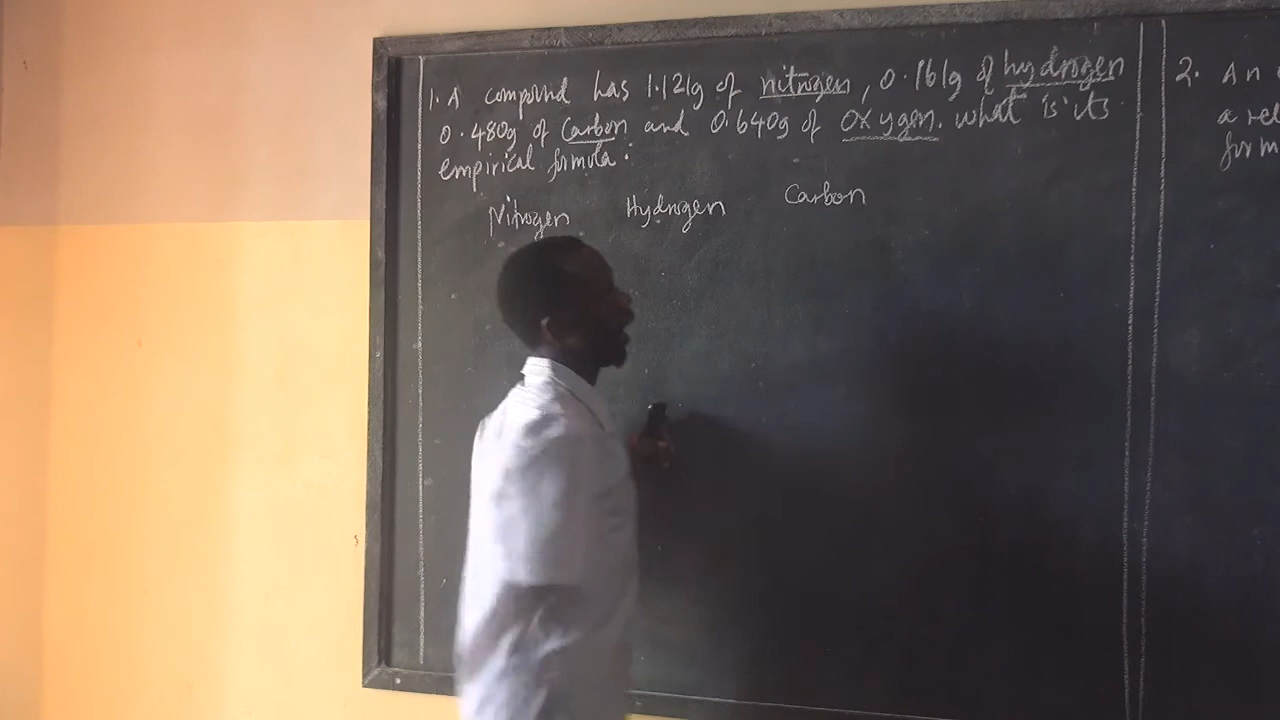 1. A compound has 1.121g of nitrogen, 0.161g of hydrogen
0.480g of Carbon and 0.640g of oxygen. what is its
empirical formula:
Nitrogen Hydrogen Carbon
2. An
a rel
form